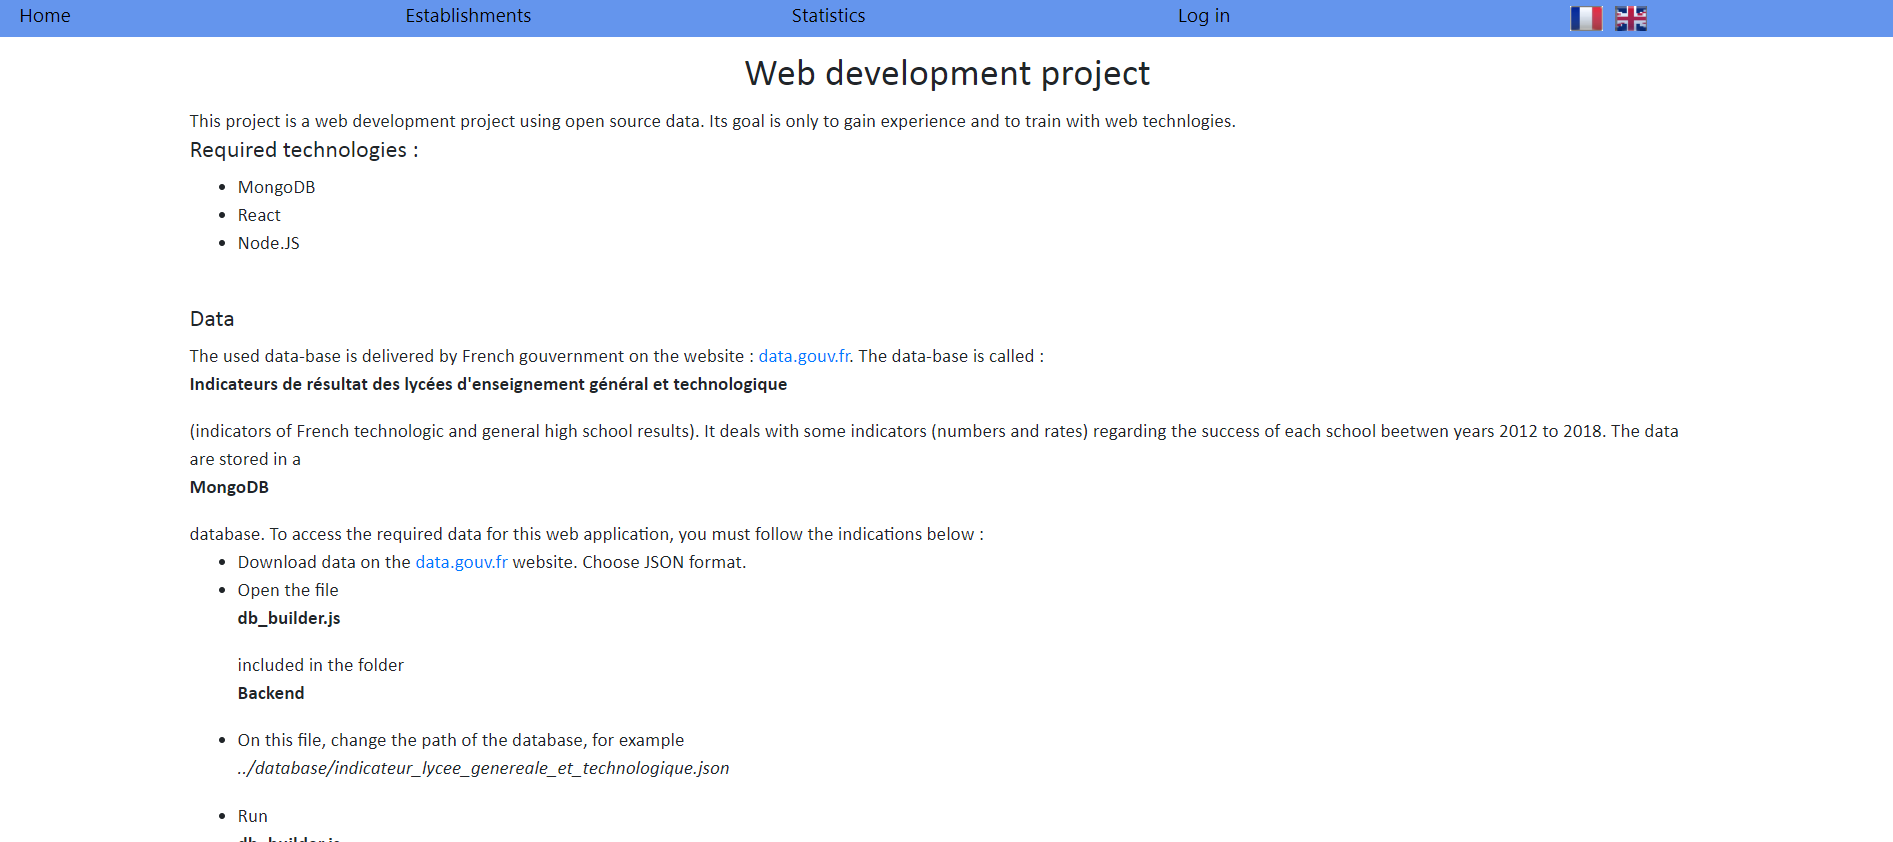 Home Establishments Statistics Log in
Web development project
This project is a web development project using open source data. Its goal is only to gain experience and to train with web technlogies.
Required technologies :
• MongoDB
• React
• Node.JS
Data
The used data-base is delivered by French gouvernment on the website : data.gouv.fr. The data-base is called :
Indicateurs de résultat des lycées d'enseignement général et technologique
(indicators of French technologic and general high school results). It deals with some indicators (numbers and rates) regarding the success of each school beetwen years 2012 to 2018. The data
are stored in a
MongoDB
database. To access the required data for this web application, you must follow the indications below :
• Download data on the data.gouv.fr website. Choose JSON format.
• Open the file
db_builder.js
included in the folder
Backend
• On this file, change the path of the database, for example
../database/indicateur_lycee_genereale_et_technologique.json
• Run
db_builder.js